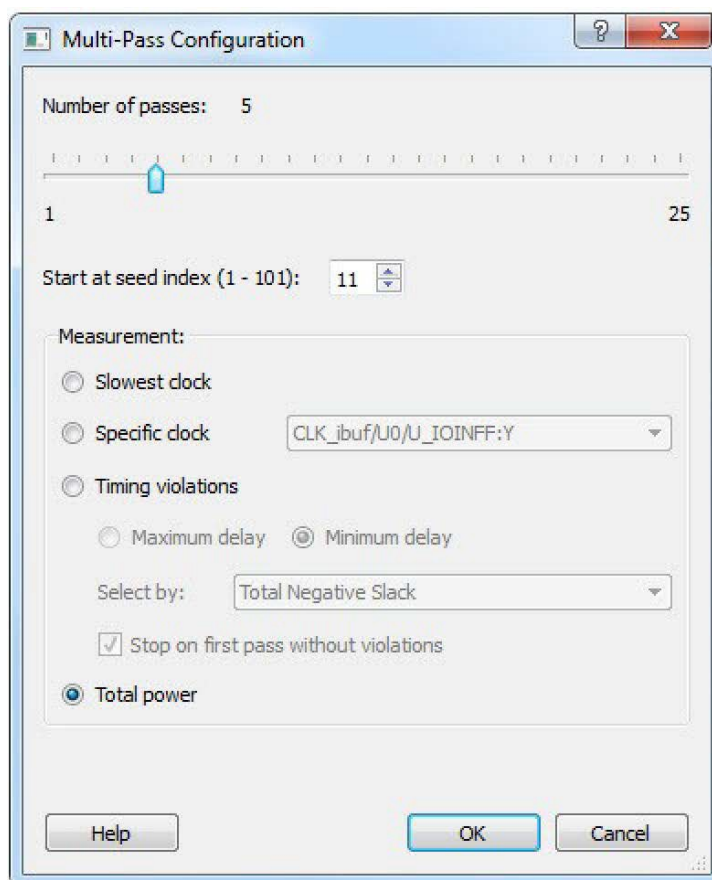 Multi-Pass Configuration
Number of passes: 5
1 25
Start at seed index (1 - 101): 11
Measurement:
Slowest clock
Specific clock CLK_ibuf/U0/U_IOINFF:Y
Timing violations
Maximum delay Minimum delay
Select by: Total Negative Slack
Stop on first pass without violations
Total power
Help OK Cancel